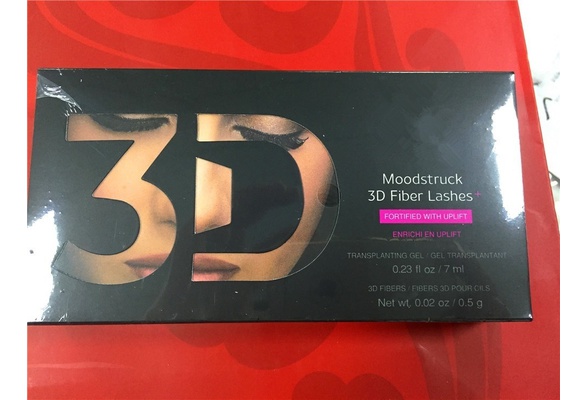 3D
Moodstruck
3D Fiber Lashes+
FORTIFIED WITH UPLIFT
ENRICHI EN UPLIFT
TRANSPLANTING GEL / GEL TRANSPLANTANT
0.23 fl oz / 7 ml
3D FIBERS / FIBERS 3D POUR CILS
Net wt. 0.02 oz / 0.5 g